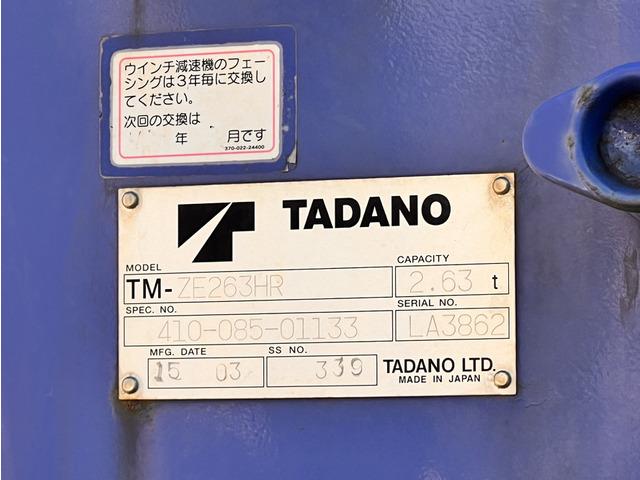 ウインチ減速機のフェー
シングは3年毎に交換し
てください。
次回の交換は
年 月です
370-022-24400
TADANO
MODEL
TM-ZE263HR
CAPACITY
2.63 t
SPEC. NO.
410-085-01133
SERIAL NO.
LA3862
MFG. DATE
15 03
SS NO.
339
TADANO LTD.
MADE IN JAPAN